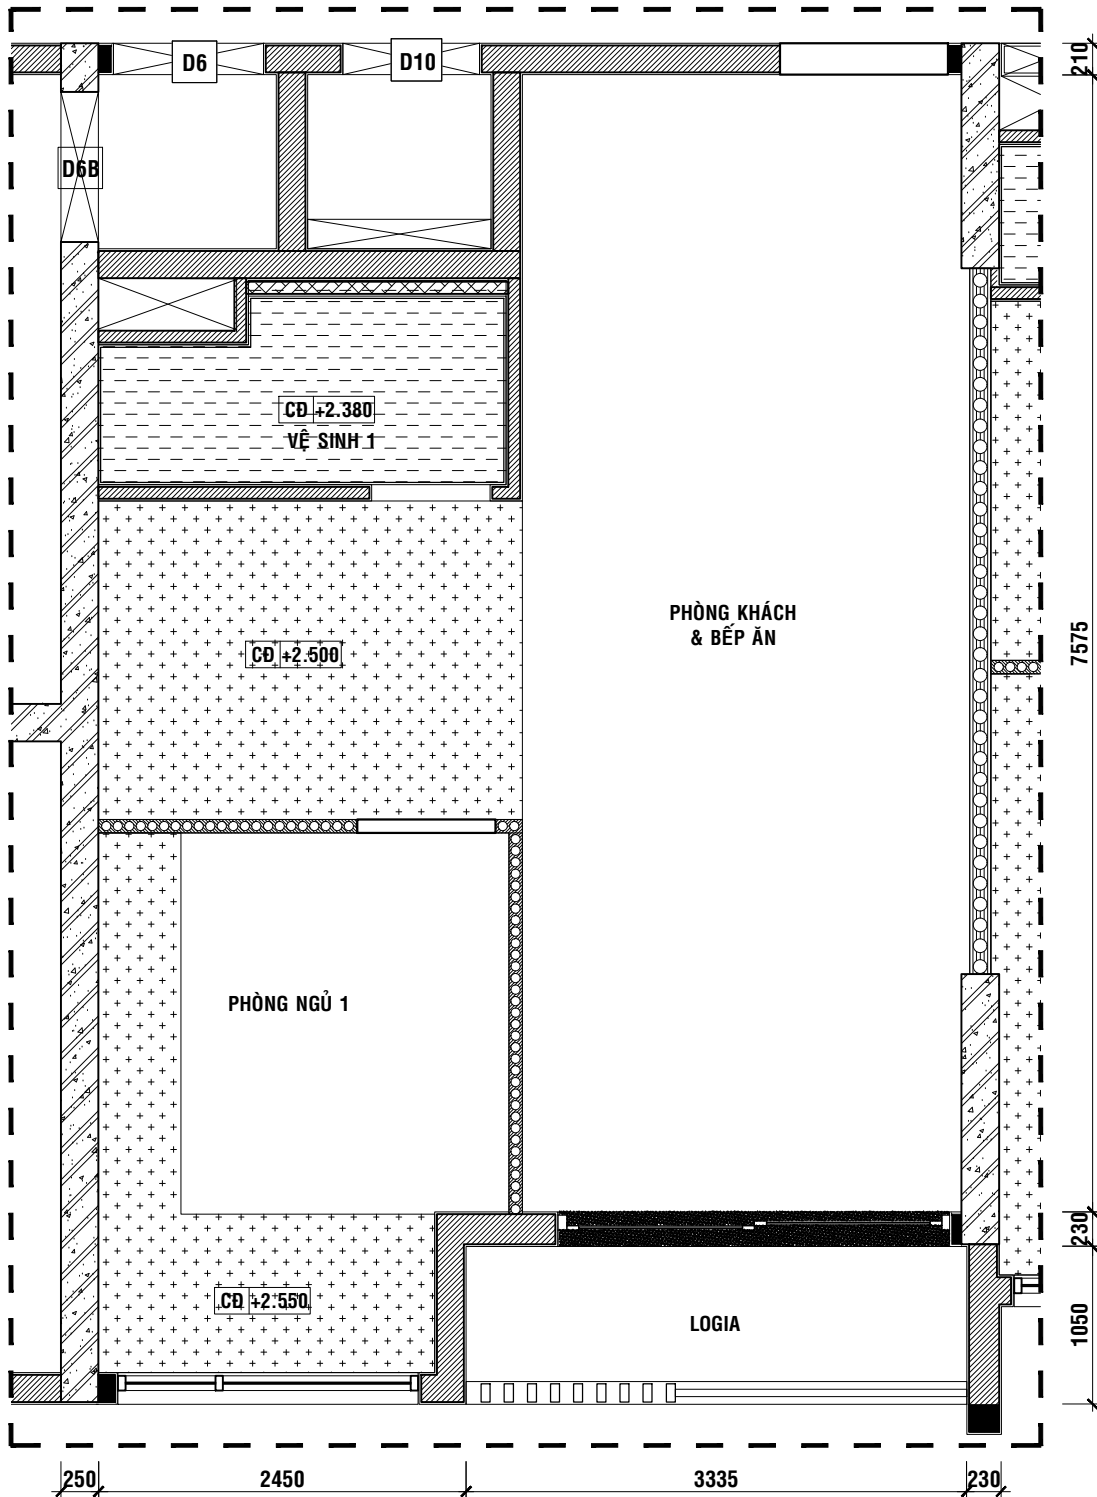 D6
D10
210
D6B
CĐ +2.380
VỆ SINH 1
PHÒNG KHÁCH
& BẾP ĂN
CĐ +2.500
7575
PHÒNG NGỦ 1
230
CĐ +2.550
LOGIA
1050
250
2450
3335
230